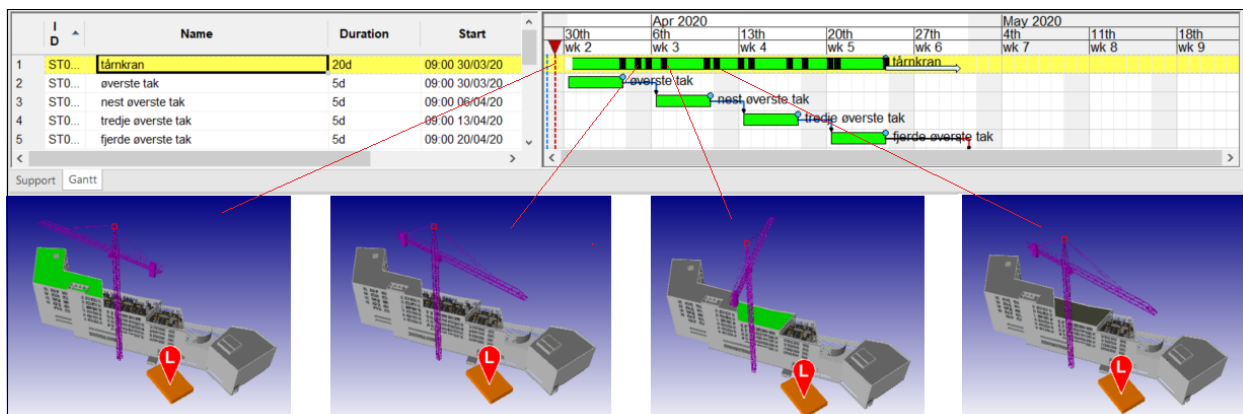 I
D
Name
Duration
Start
Apr 2020
May 2020
30th
6th
13th
20th
27th
4th
11th
18th
wk 2
wk 3
wk 4
wk 5
wk 6
wk 7
wk 8
wk 9
1 ST0... tårnkran 20d 09:00 30/03/20 tårnkran
2 ST0... øverste tak 5d 09:00 30/03/20 øverste tak
3 ST0... nest øverste tak 5d 09:00 06/04/20 nest øverste tak
4 ST0... tredje øverste tak 5d 09:00 13/04/20 tredje øverste tak
5 ST0... fjerde øverste tak 5d 09:00 20/04/20 fjerde øverste tak
Support Gantt
L
L
L
L